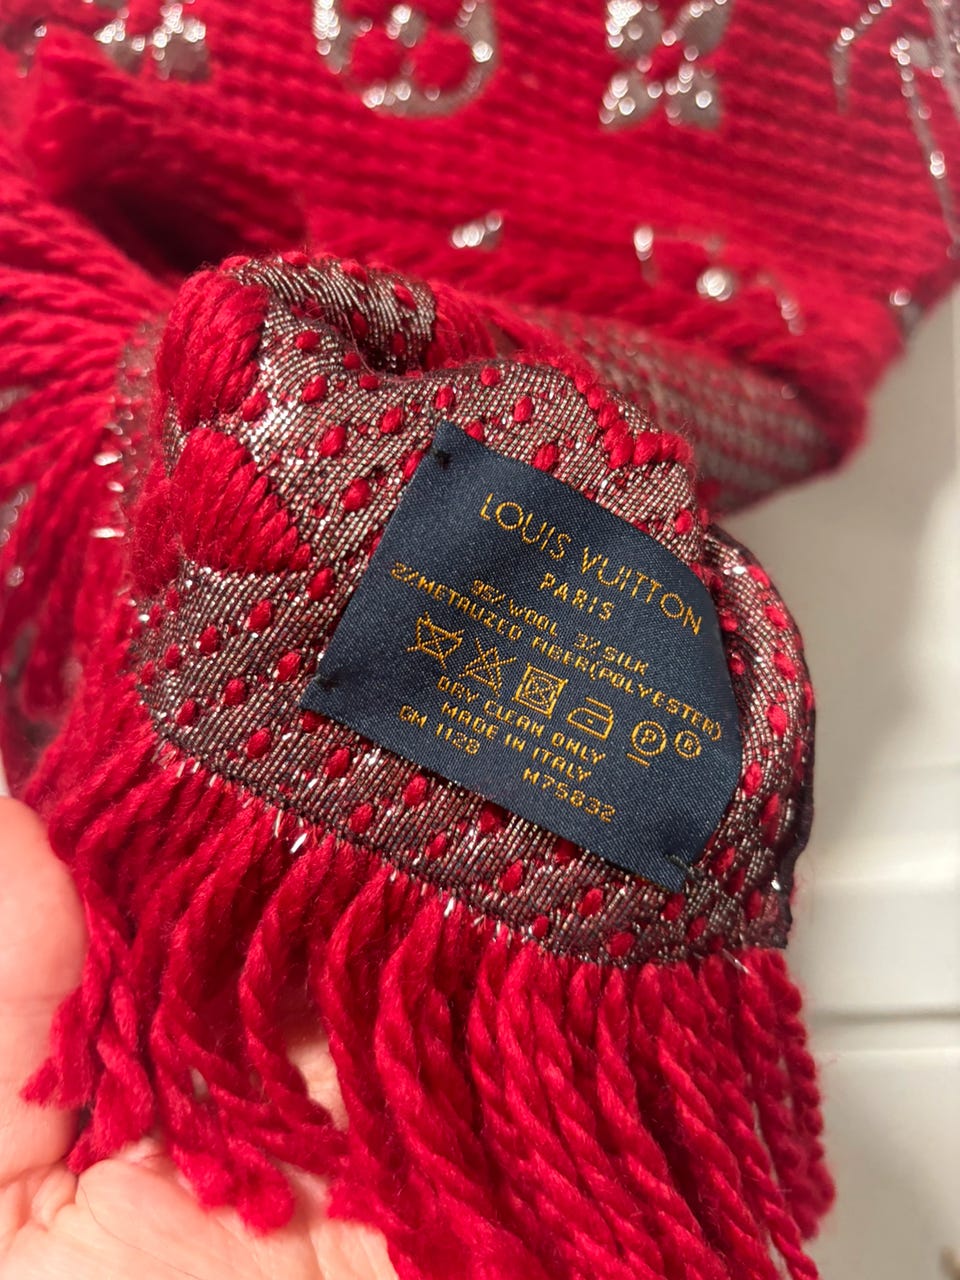 LOUIS VUITTON
PARIS
95% WOOL 3% SILK
2% METALIZED FIBER(POLYESTER)
P
DRY CLEAN ONLY
MADE IN ITALY
GM 1128
M75832